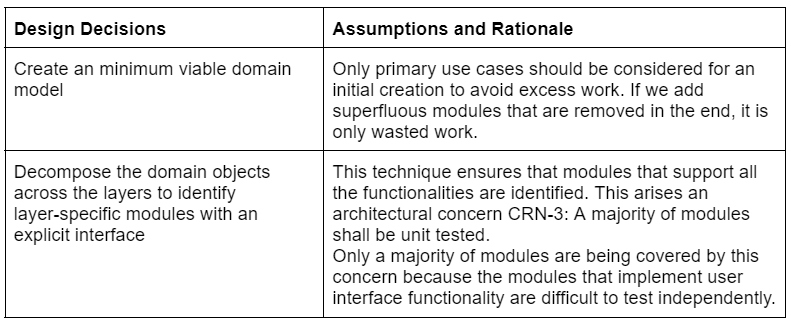 Design Decisions
Assumptions and Rationale
Create an minimum viable domain
model
Only primary use cases should be considered for an
initial creation to avoid excess work. If we add
superfluous modules that are removed in the end, it is
only wasted work.
Decompose the domain objects
across the layers to identify
layer-specific modules with an
explicit interface
This technique ensures that modules that support all
the functionalities are identified. This arises an
architectural concern CRN-3: A majority of modules
shall be unit tested.
Only a majority of modules are being covered by this
concern because the modules that implement user
interface functionality are difficult to test independently.